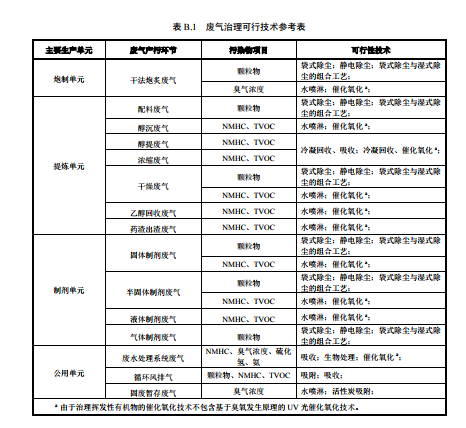 表 B.1 废气治理可行技术参考表
主要生产单元 废气产污环节 污染物项目 可行性技术
炮制单元 干法炮炙废气 颗粒物 袋式除尘；静电除尘；袋式除尘与湿式除
尘的组合工艺；
臭气浓度 水喷淋；催化氧化ᵃ；
提炼单元 配料废气 颗粒物 袋式除尘；静电除尘；袋式除尘与湿式除
尘的组合工艺；
醇沉废气 NMHC、TVOC 水喷淋；催化氧化ᵃ；
醇提废气 NMHC、TVOC 冷凝回收、吸收；冷凝回收、催化氧化ᵃ；
浓缩废气 NMHC、TVOC
干燥废气 颗粒物 袋式除尘；静电除尘；袋式除尘与湿式除
尘的组合工艺；
NMHC、TVOC 水喷淋；催化氧化ᵃ；
乙醇回收废气 NMHC、TVOC 水喷淋；催化氧化ᵃ；
药渣出渣废气 NMHC、TVOC 水喷淋；催化氧化ᵃ；
制剂单元 固体制剂废气 颗粒物 袋式除尘；静电除尘；袋式除尘与湿式除
尘的组合工艺；
NMHC、TVOC 水喷淋；催化氧化ᵃ；
半固体制剂废气 颗粒物 袋式除尘；静电除尘；袋式除尘与湿式除
尘的组合工艺；
NMHC、TVOC 水喷淋；催化氧化ᵃ；
液体制剂废气 NMHC、TVOC 水喷淋；催化氧化ᵃ；
气体制剂废气 颗粒物 袋式除尘；静电除尘；袋式除尘与湿式除
尘的组合工艺；
公用单元 废水处理系统废气 NMHC、臭气浓度、硫化
氢、氨 吸收；生物处理；催化氧化ᵃ；
循环风排气 颗粒物、NMHC、TVOC 吸附；吸收；
固废暂存废气 臭气浓度 水喷淋；活性炭吸附；
ᵃ 由于治理挥发性有机物的催化氧化技术不包含基于臭氧发生原理的 UV 光催化氧化技术。